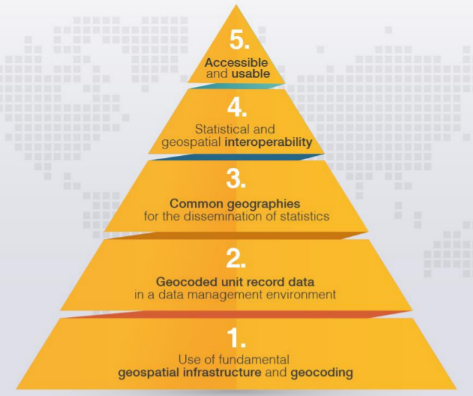 5.
Accessible
and usable
4.
Statistical and
geospatial interoperability
3.
Common geographies
for the dissemination of statistics
2.
Geocoded unit record data
in a data management environment
1.
Use of fundamental
geospatial infrastructure and geocoding